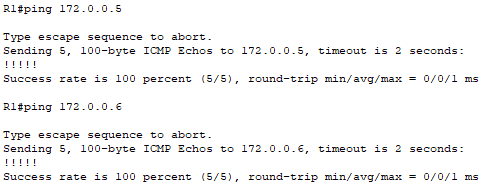 R1#ping 172.0.0.5
Type escape sequence to abort.
Sending 5, 100-byte ICMP Echos to 172.0.0.5, timeout is 2 seconds:
!!!!!
Success rate is 100 percent (5/5), round-trip min/avg/max = 0/0/1 ms
R1#ping 172.0.0.6
Type escape sequence to abort.
Sending 5, 100-byte ICMP Echos to 172.0.0.6, timeout is 2 seconds:
!!!!!
Success rate is 100 percent (5/5), round-trip min/avg/max = 0/0/1 ms